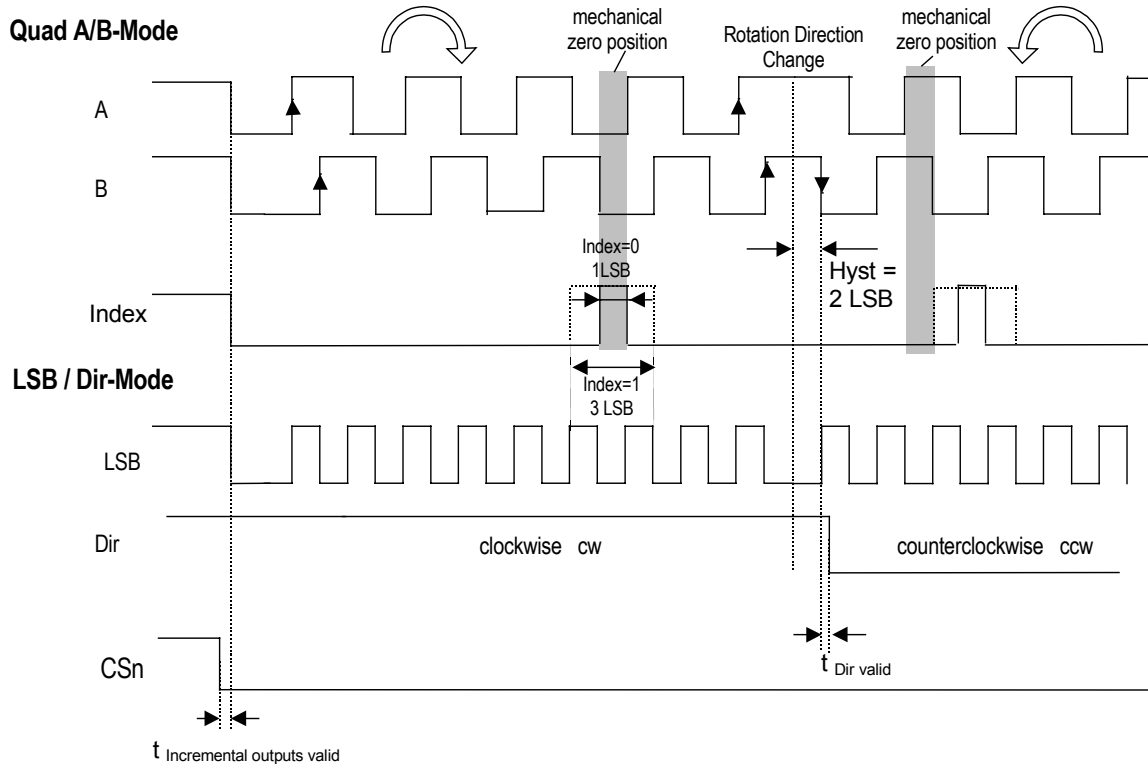 Quad A/B-Mode
mechanical
zero position
Rotation Direction
Change
mechanical
zero position
A
B
Index=0
1LSB
Hyst =
2 LSB
Index
LSB / Dir-Mode
Index=1
3 LSB
LSB
Dir
clockwise cw
counterclockwise ccw
CSn
t Dir valid
t Incremental outputs valid